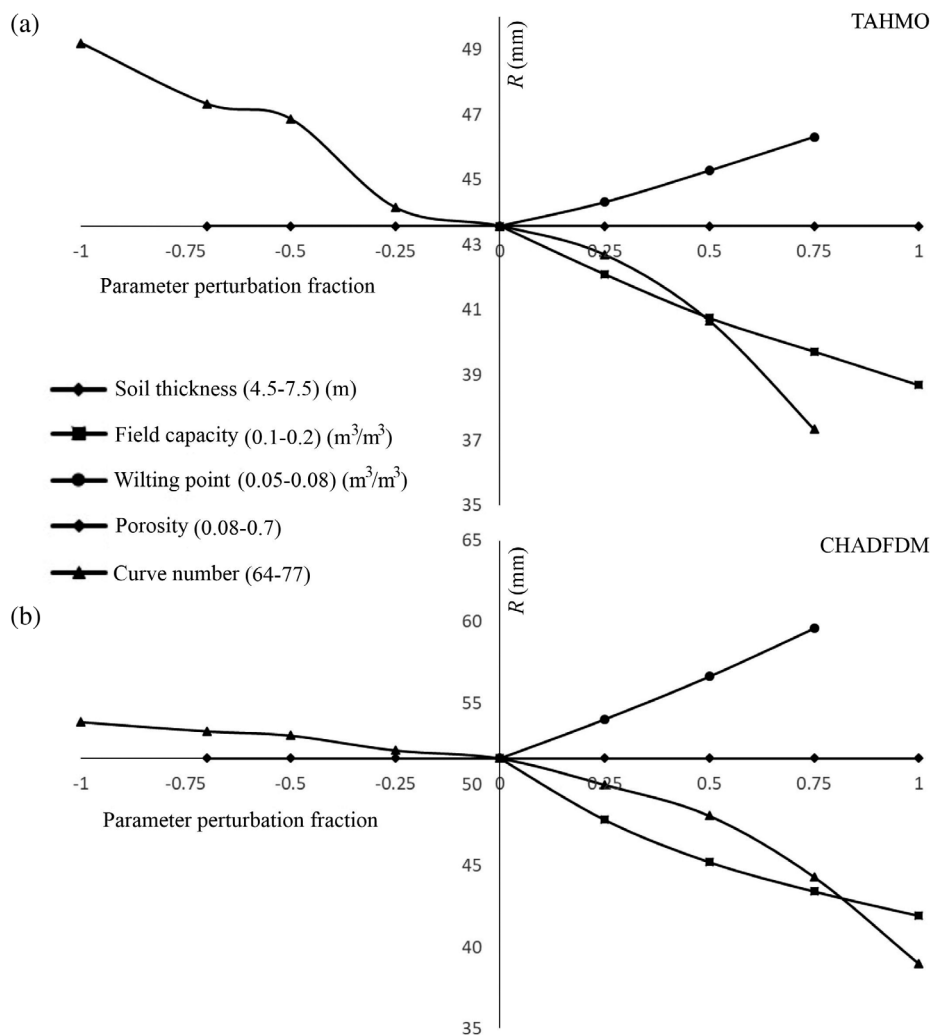 (a)
TAHMO
R (mm)
49
47
45
43
41
39
37
35
-1 -0.75 -0.5 -0.25 0 0.25 0.5 0.75 1
Parameter perturbation fraction
Soil thickness (4.5-7.5) (m)
Field capacity (0.1-0.2) (m³/m³)
Wilting point (0.05-0.08) (m³/m³)
Porosity (0.08-0.7)
Curve number (64-77)
(b)
CHADFDM
R (mm)
65
60
55
50
45
40
35
-1 -0.75 -0.5 -0.25 0 0.25 0.5 0.75 1
Parameter perturbation fraction